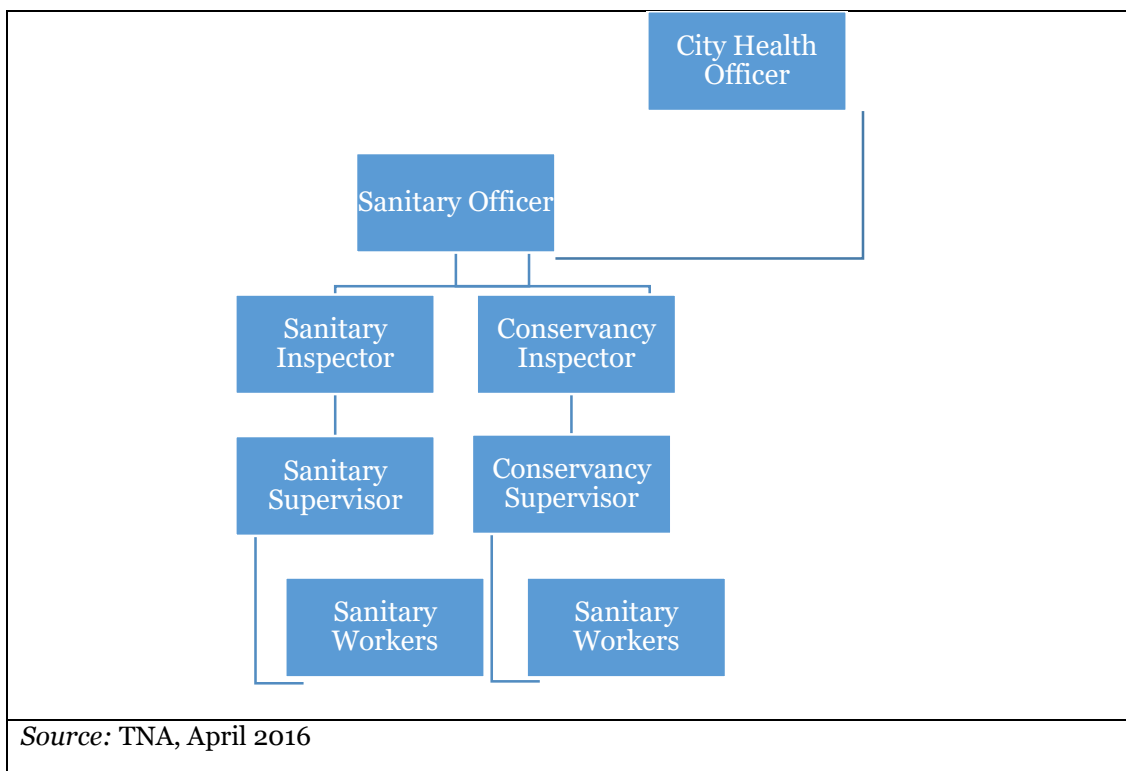 City Health
Officer
Sanitary Officer
Sanitary
Inspector
Conservancy
Inspector
Sanitary
Supervisor
Conservancy
Supervisor
Sanitary
Workers
Sanitary
Workers
Source: TNA, April 2016